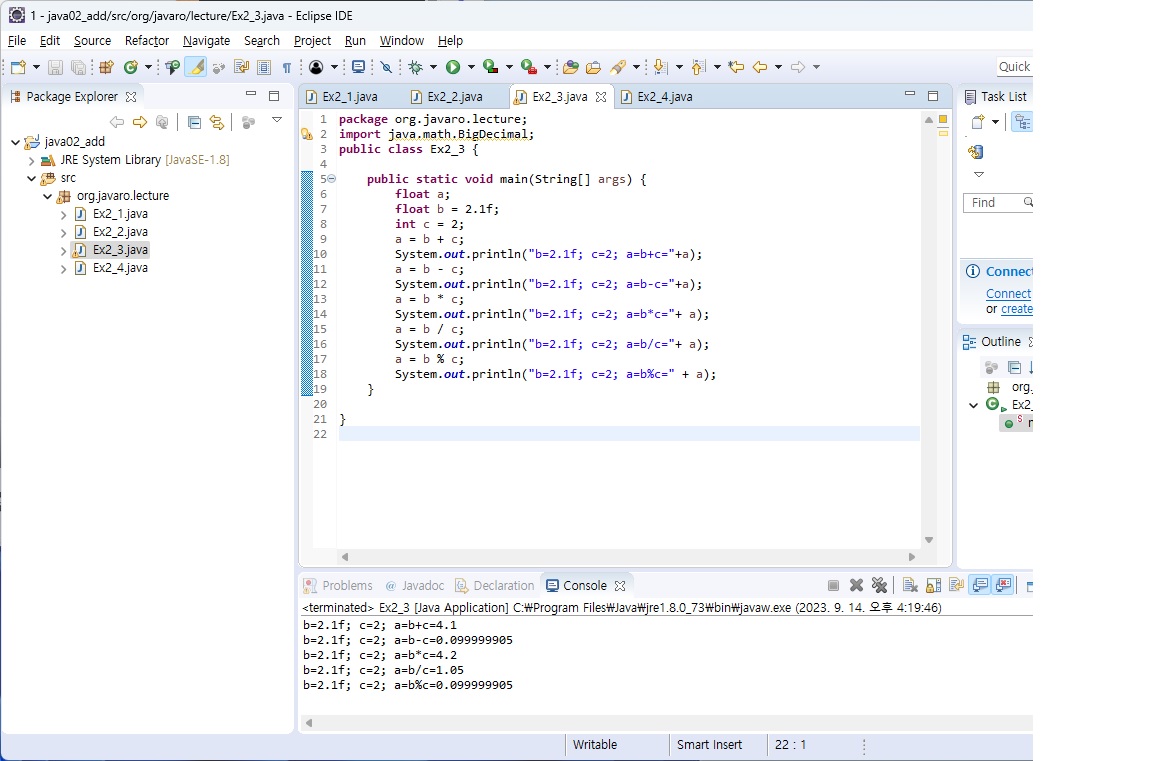 1 - java02_add/src/org/javaro/lecture/Ex2_3.java - Eclipse IDE
File Edit Source Refactor Navigate Search Project Run Window Help
Quick
Package Explorer
java02_add
JRE System Library [JavaSE-1.8]
src
org.javaro.lecture
Ex2_1.java
Ex2_2.java
Ex2_3.java
Ex2_4.java
Ex2_1.java Ex2_2.java Ex2_3.java Ex2_4.java
1 package org.javaro.lecture;
2 import java.math.BigDecimal;
3 public class Ex2_3 {
4
5 public static void main(String[] args) {
6 float a;
7 float b = 2.1f;
8 int c = 2;
9 a = b + c;
10 System.out.println("b=2.1f; c=2; a=b+c="+a);
11 a = b - c;
12 System.out.println("b=2.1f; c=2; a=b-c="+a);
13 a = b * c;
14 System.out.println("b=2.1f; c=2; a=b*c="+ a);
15 a = b / c;
16 System.out.println("b=2.1f; c=2; a=b/c="+ a);
17 a = b % c;
18 System.out.println("b=2.1f; c=2; a=b%c=" + a);
19 }
20
21 }
22
Task List
Find
Connect
Connect
or create
Outline
org.
Ex2_
Problems @ Javadoc Declaration Console
<terminated> Ex2_3 [Java Application] C:₩Program Files₩Java₩jre1.8.0_73₩bin₩javaw.exe (2023. 9. 14. 오후 4:19:46)
b=2.1f; c=2; a=b+c=4.1
b=2.1f; c=2; a=b-c=0.099999905
b=2.1f; c=2; a=b*c=4.2
b=2.1f; c=2; a=b/c=1.05
b=2.1f; c=2; a=b%c=0.099999905
Writable Smart Insert 22 : 1